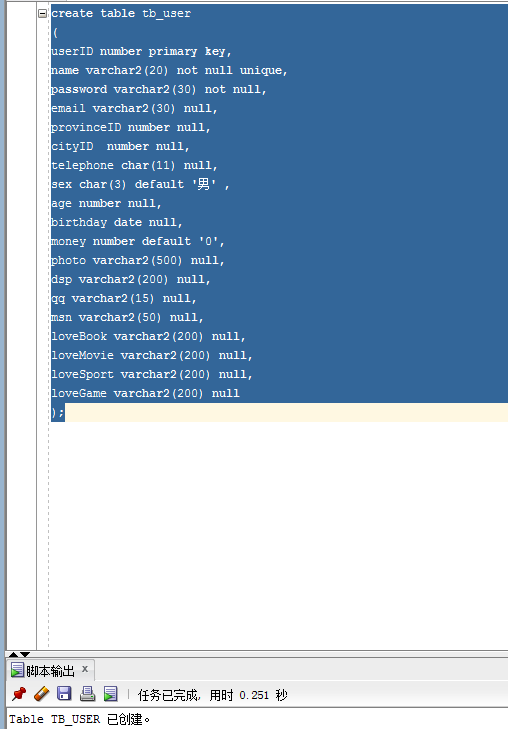 create table tb_user
(
userID number primary key,
name varchar2(20) not null unique,
password varchar2(30) not null,
email varchar2(30) null,
provinceID number null,
cityID  number null,
telephone char(11) null,
sex char(3) default '男' ,
age number null,
birthday date null,
money number default '0',
photo varchar2(500) null,
dsp varchar2(200) null,
qq varchar2(15) null,
msn varchar2(50) null,
loveBook varchar2(200) null,
loveMovie varchar2(200) null,
loveSport varchar2(200) null,
loveGame varchar2(200) null
);
脚本输出 x
任务已完成, 用时 0.251 秒
Table TB_USER 已创建。